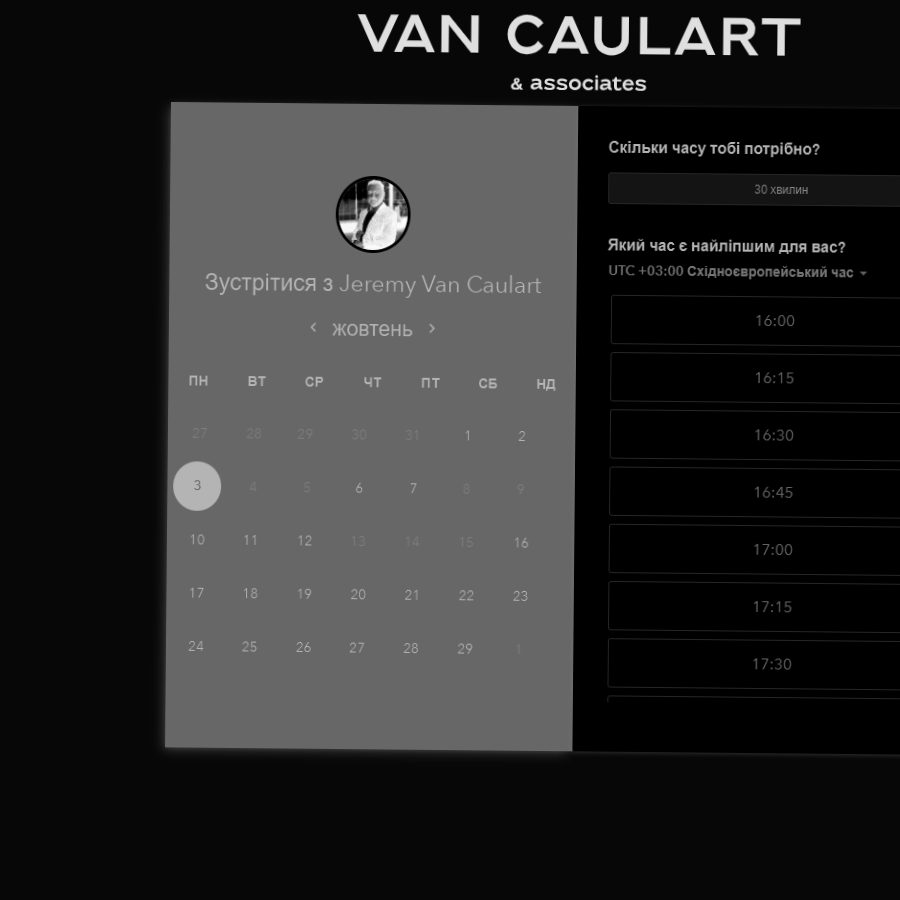 VAN CAULART
& associates
Зустрітися з Jeremy Van Caulart
жовтень
ПН ВТ СР ЧТ ПТ СБ НД
27 28 29 30 31 1 2
3 4 5 6 7 8 9
10 11 12 13 14 15 16
17 18 19 20 21 22 23
24 25 26 27 28 29 1
Скільки часу тобі потрібно?
30 хвилин
Який час є найліпшим для вас?
UTC +03:00 Східноєвропейський час
16:00
16:15
16:30
16:45
17:00
17:15
17:30